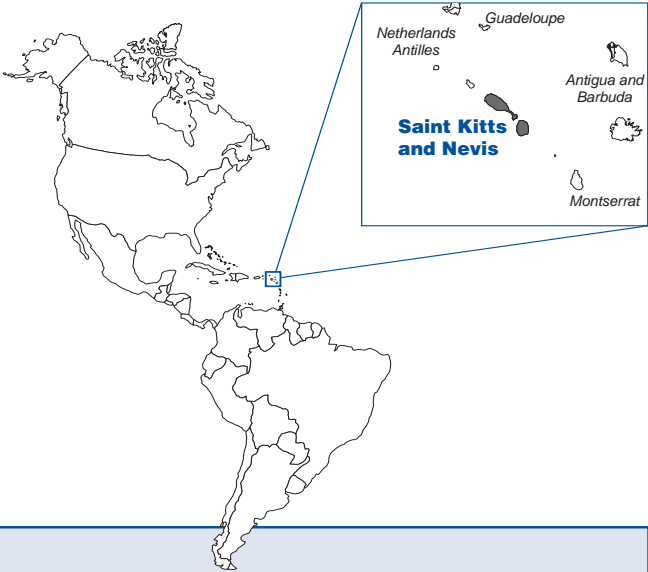 Guadeloupe
Netherlands
Antilles
Antigua and
Barbuda
Saint Kitts
and Nevis
Montserrat